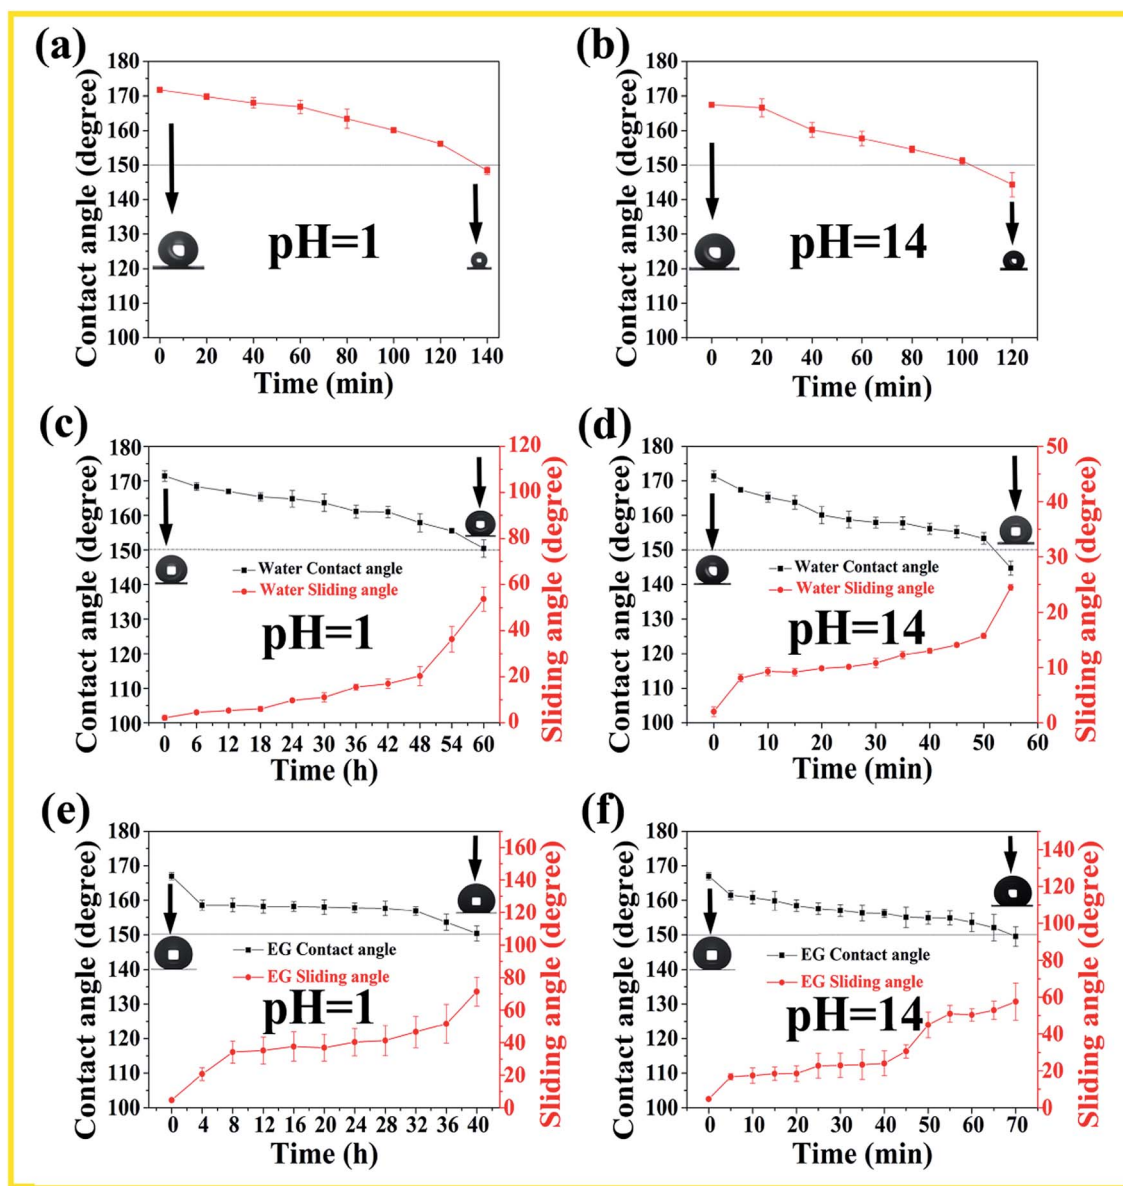 (a)
Contact angle (degree)
180
170
160
150
140
130
120
110
100
pH=1
0 20 40 60 80 100 120 140
Time (min)
(b)
Contact angle (degree)
180
170
160
150
140
130
120
110
100
pH=14
0 20 40 60 80 100 120
Time (min)
(c)
Contact angle (degree)
180
170
160
150
140
130
120
110
100
Water Contact angle
Water Sliding angle
pH=1
120
100
80
60
40
20
0
Sliding angle (degree)
0 6 12 18 24 30 36 42 48 54 60
Time (h)
(d)
Contact angle (degree)
180
170
160
150
140
130
120
110
100
Water Contact angle
Water Sliding angle
pH=14
50
40
30
20
10
0
Sliding angle (degree)
0 10 20 30 40 50 60
Time (min)
(e)
Contact angle (degree)
180
170
160
150
140
130
120
110
100
EG Contact angle
EG Sliding angle
pH=1
160
140
120
100
80
60
40
20
0
Sliding angle (degree)
0 4 8 12 16 20 24 28 32 36 40
Time (h)
(f)
Contact angle (degree)
180
170
160
150
140
130
120
110
100
EG Contact angle
EG Sliding angle
pH=14
140
120
100
80
60
40
20
0
Sliding angle (degree)
0 10 20 30 40 50 60 70
Time (min)